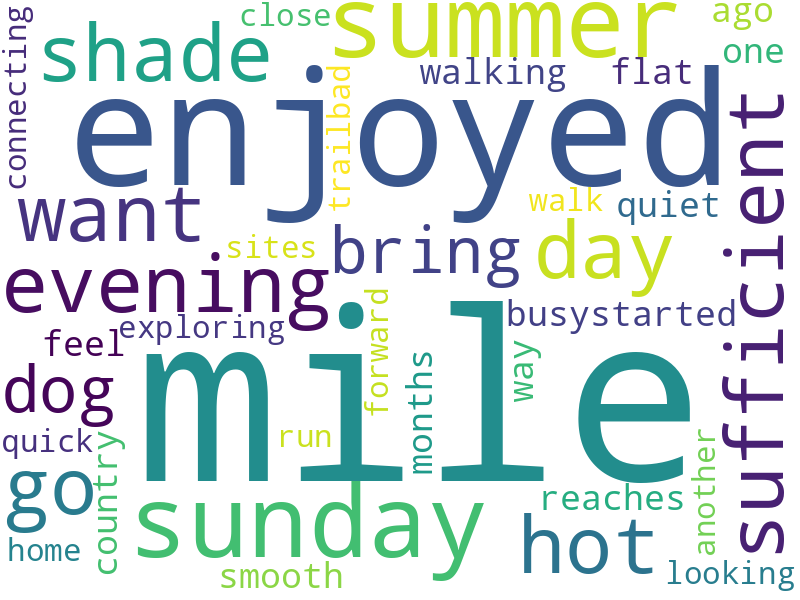 connecting
close
summer
ago
shade
one
walking
flat
enjoyed
trailbad
sufficient
want
walk
quiet
sites
bring
day
evening
exploring
forward
busystarted
feel
mile
way
months
dog
quick
country
run
another
go
sunday
reaches
hot
home
smooth
looking